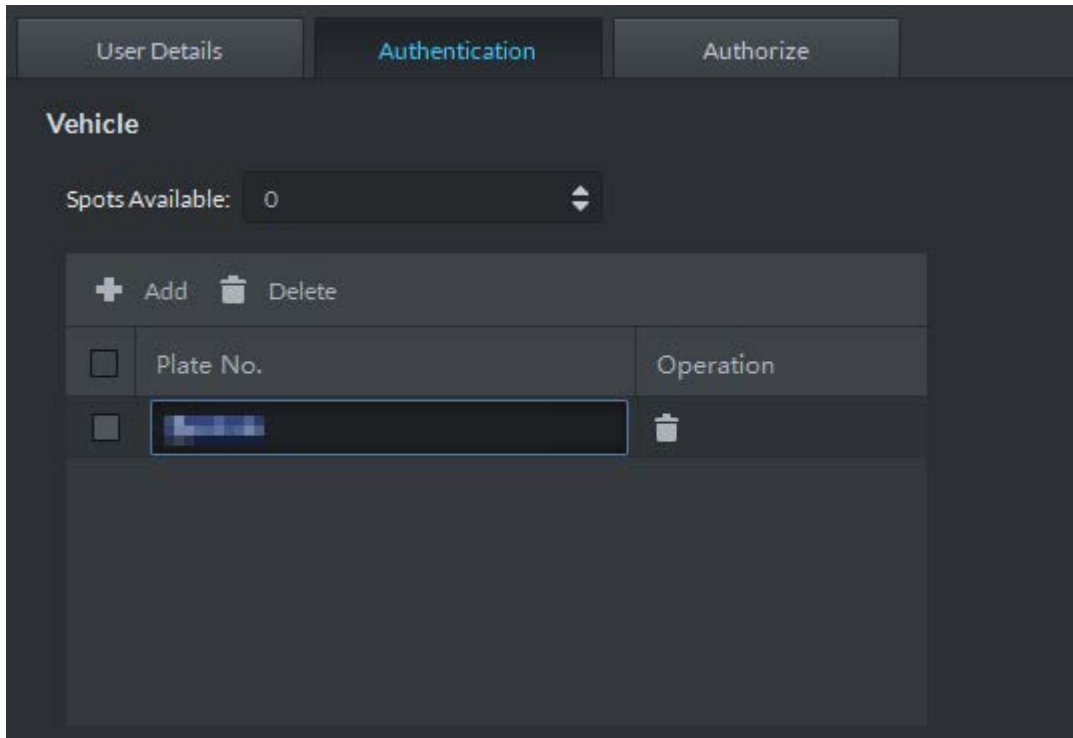 User Details Authentication Authorize
Vehicle
Spots Available: 0
Add Delete
Plate No. Operation